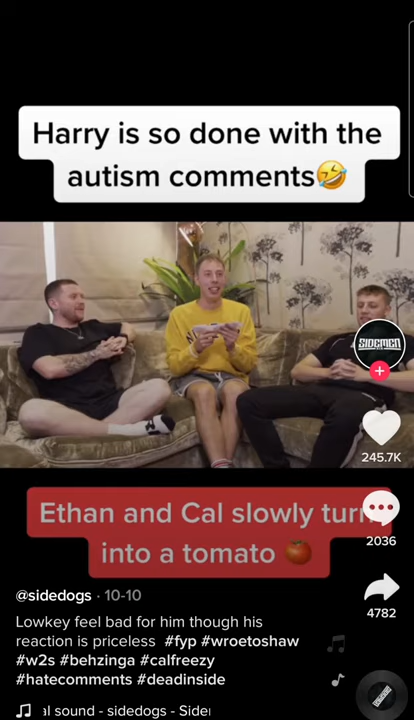 Harry is so done with the
autism comments🤣
SIDEMEN
245.7K
Ethan and Cal slowly turn
into a tomato 🍅
2036
@sidedogs · 10-10
4782
Lowkey feel bad for him though his
reaction is priceless #fyp #wroetoshaw
#w2s #behzinga #calfreezy
#hatecomments #deadinside
al sound - sidedogs - Side